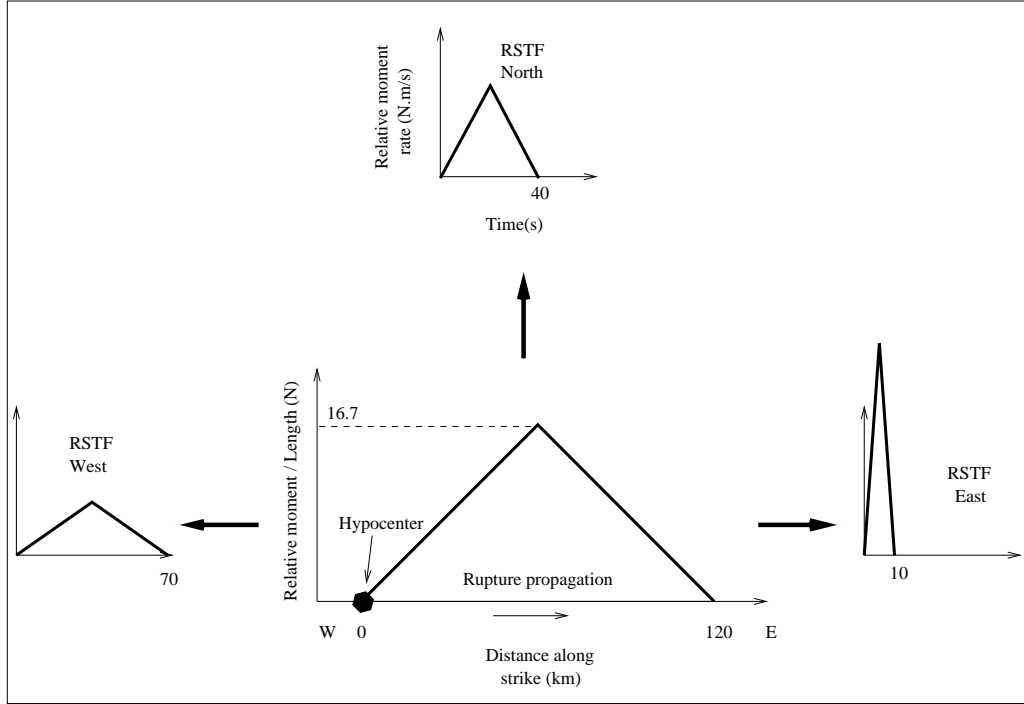 RSTF
North
Relative moment
rate (N.m/s)
40
Time(s)
RSTF
West
70
Relative moment / Length (N)
16.7
Hypocenter
Rupture propagation
W 0 120 E
Distance along
strike (km)
RSTF
East
10